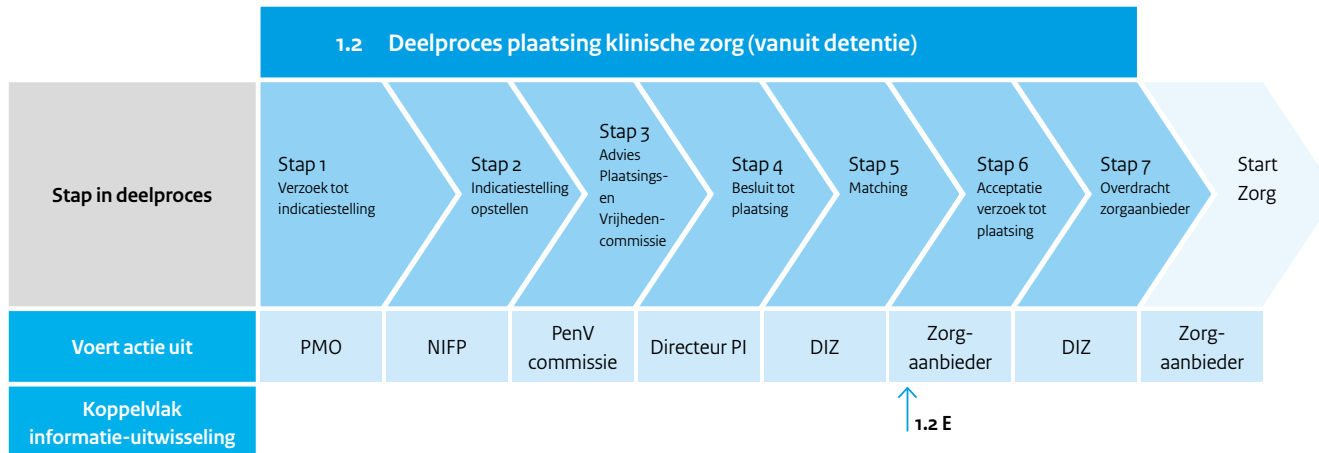 1.2 Deelproces plaatsing klinische zorg (vanuit detentie)
Stap in deelproces
Stap 1
Verzoek tot
indicatiestelling
Stap 2
Indicatiestelling
opstellen
Stap 3
Advies
Plaatsings-
en
Vrijheden-
commissie
Stap 4
Besluit tot
plaatsing
Stap 5
Matching
Stap 6
Acceptatie
verzoek tot
plaatsing
Stap 7
Overdracht
zorgaanbieder
Start
Zorg
Voert actie uit
PMO
NIFP
PenV
commissie
Directeur PI
DIZ
Zorg-
aanbieder
DIZ
Zorg-
aanbieder
Koppelvlak
informatie-uitwisseling
1.2 E